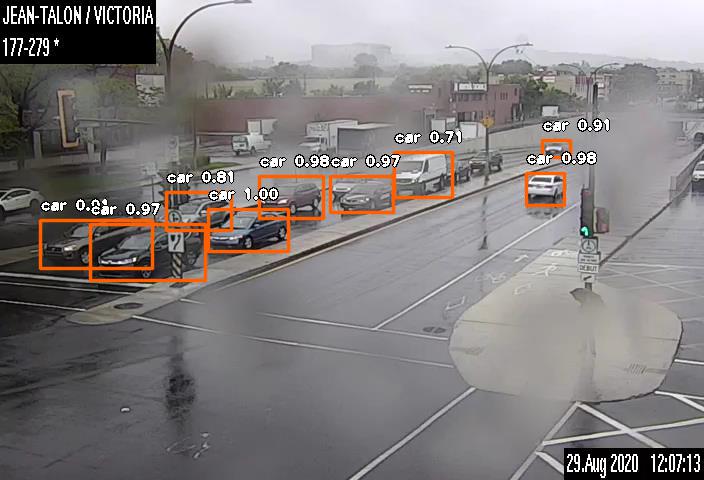 JEAN-TALON / VICTORIA
177-279 *
car 0.91
car 0.71
car 0.98
car 0.97
car 0.98
car 0.81
car 1.00
car 0.97
DÉBUT
29.Aug 2020 12:07:13